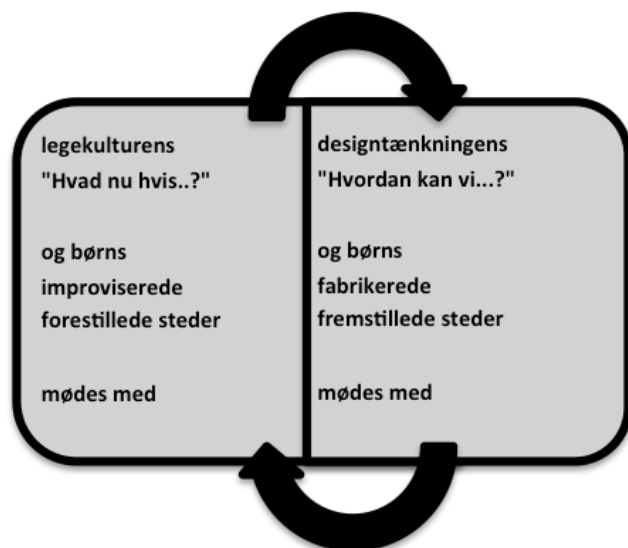 legekulturens
"Hvad nu hvis..?"
og børns
improviserede
forestillede steder
mødes med
designtænkningens
"Hvordan kan vi...?"
og børns
fabrikerede
fremstillede steder
mødes med